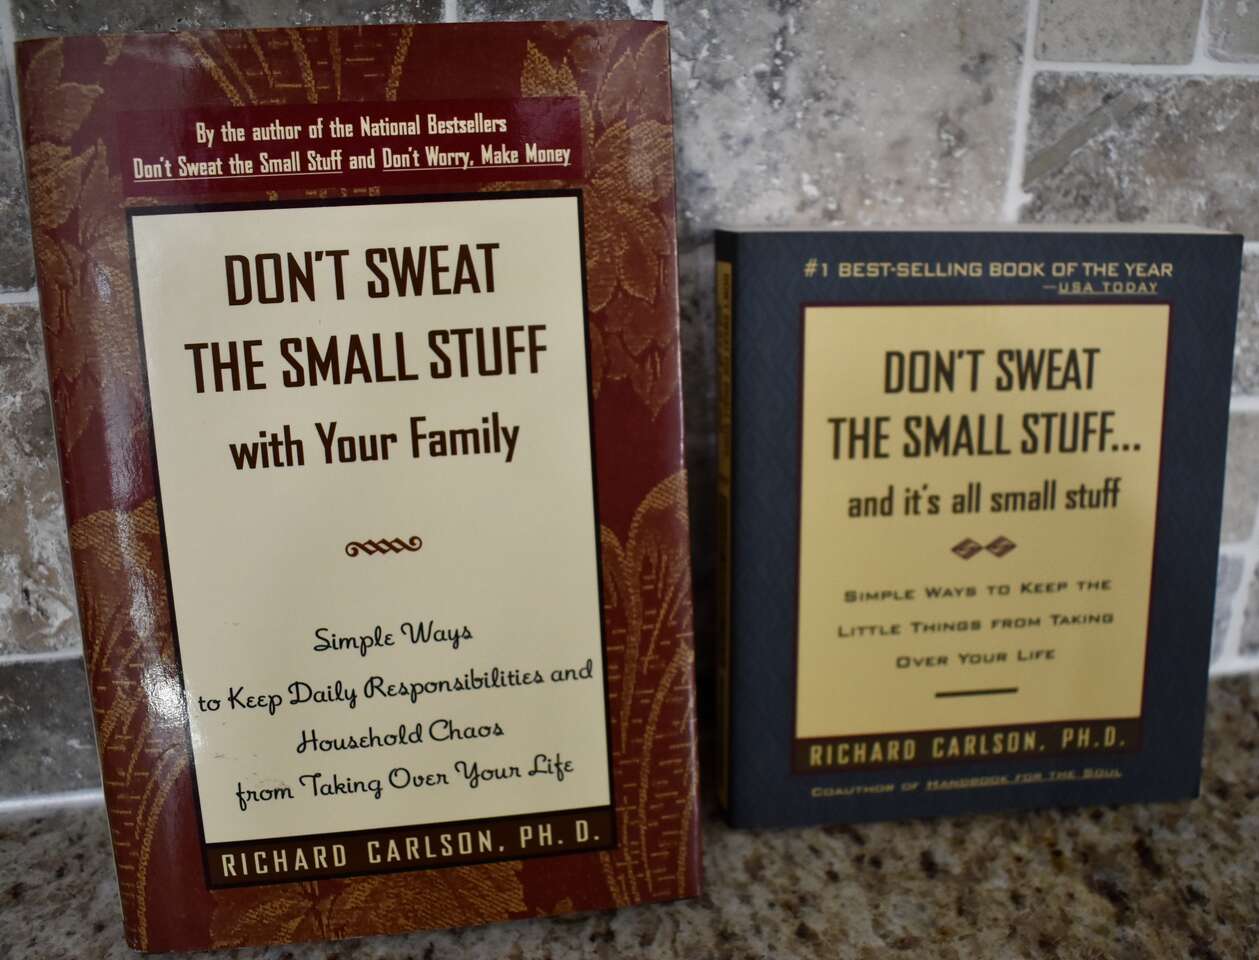 By the author of the National Bestsellers
Don't Sweat the Small Stuff and Don't Worry, Make Money
DON'T SWEAT
THE SMALL STUFF
with Your Family
Simple Ways
to Keep Daily Responsibilities and
Household Chaos
from Taking Over Your Life
RICHARD CARLSON, PH. D.
#1 BEST-SELLING BOOK OF THE YEAR
—USA TODAY
DON'T SWEAT
THE SMALL STUFF...
and it's all small stuff
SIMPLE WAYS TO KEEP THE
LITTLE THINGS FROM TAKING
OVER YOUR LIFE
RICHARD CARLSON, PH.D.
COAUTHOR OF HANDBOOK FOR THE SOUL